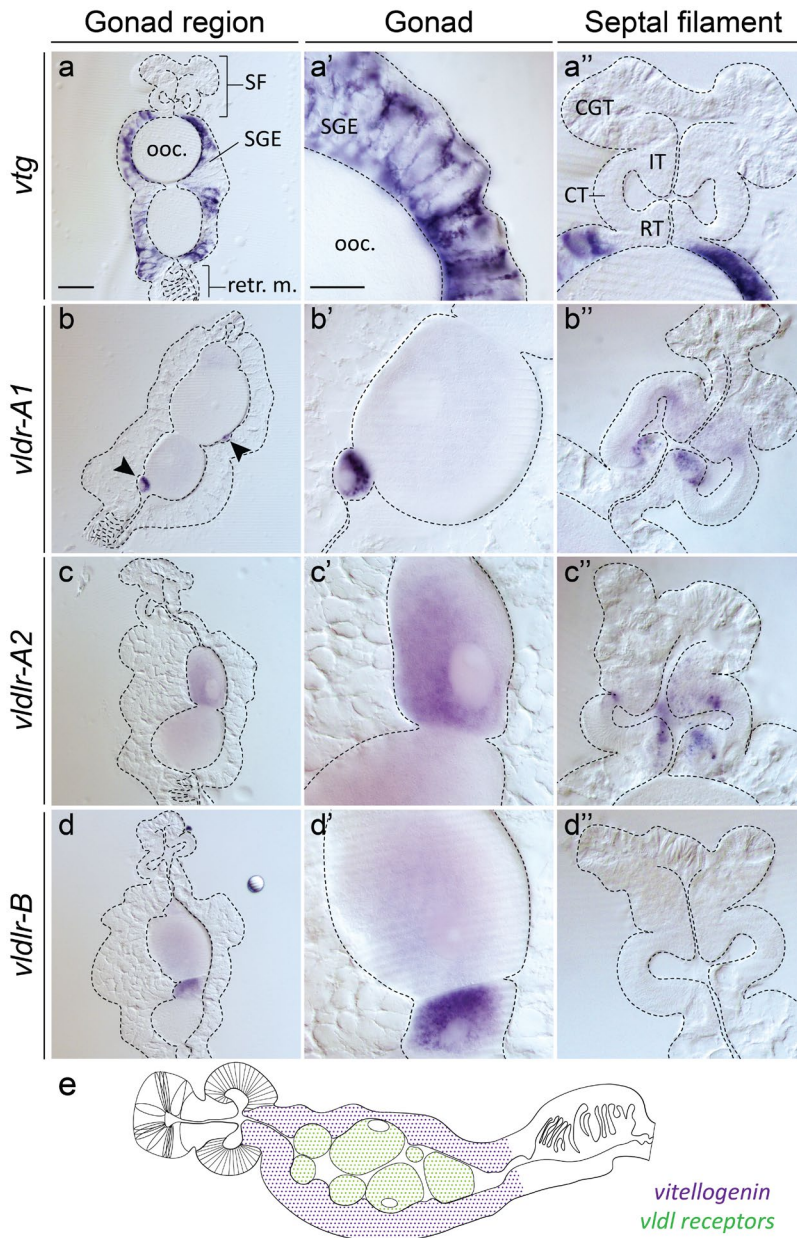 Gonad region
Gonad
Septal filament
vtg
a
SF
SGE
ooc.
retr. m.
a'
SGE
ooc.
a''
CGT
IT
CT
RT
vldr-A1
b
b'
b''
vldlr-A2
c
c'
c''
vldlr-B
d
d'
d''
e
vitellogenin
vldl receptors